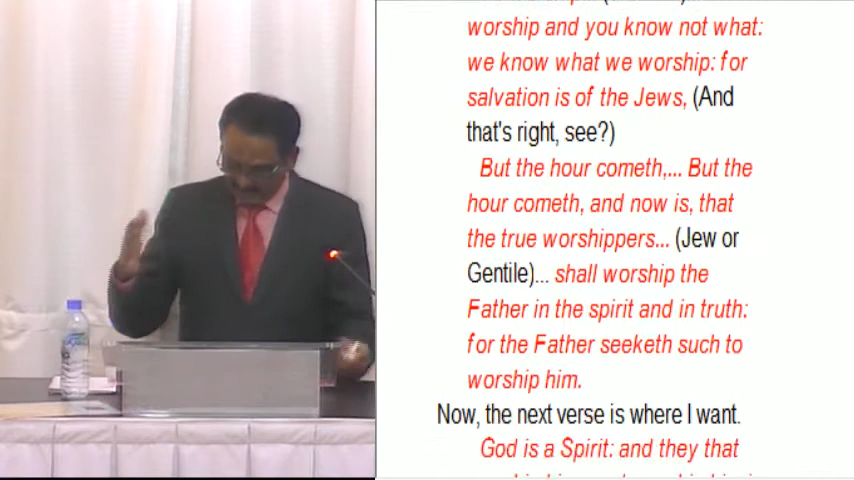 worship and you know not what:
we know what we worship: for
salvation is of the Jews, (And
that's right, see?)
But the hour cometh,... But the
hour cometh, and now is, that
the true worshippers... (Jew or
Gentile)... shall worship the
Father in the spirit and in truth:
for the Father seeketh such to
worship him.
Now, the next verse is where I want.
God is a Spirit: and they that